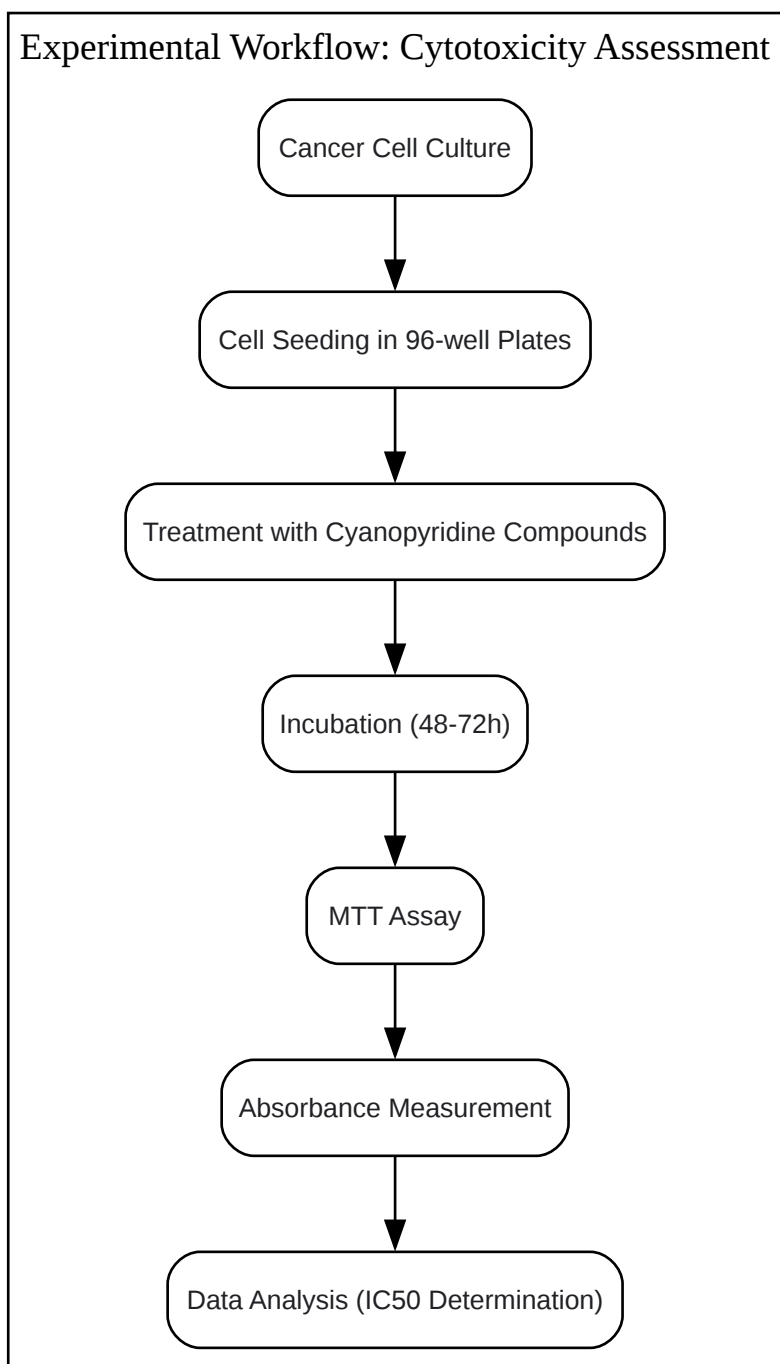 Experimental Workflow: Cytotoxicity Assessment
Cancer Cell Culture
Cell Seeding in 96-well Plates
Treatment with Cyanopyridine Compounds
Incubation (48-72h)
MTT Assay
Absorbance Measurement
Data Analysis (IC50 Determination)